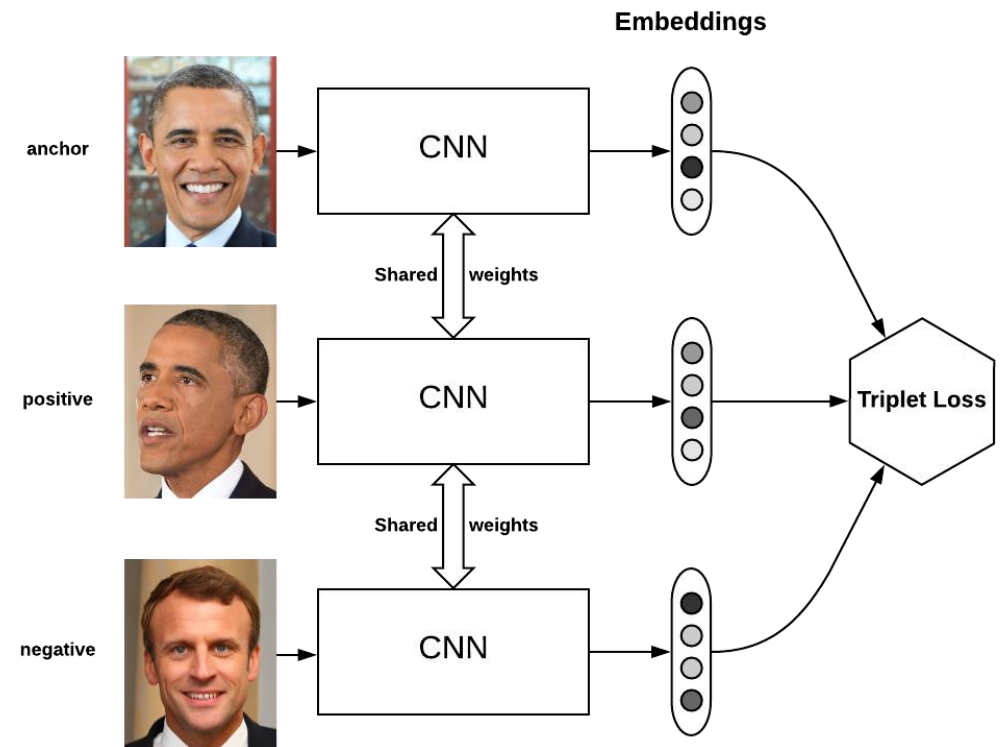 Embeddings
anchor
CNN
Shared weights
positive
CNN
Triplet Loss
Shared weights
negative
CNN